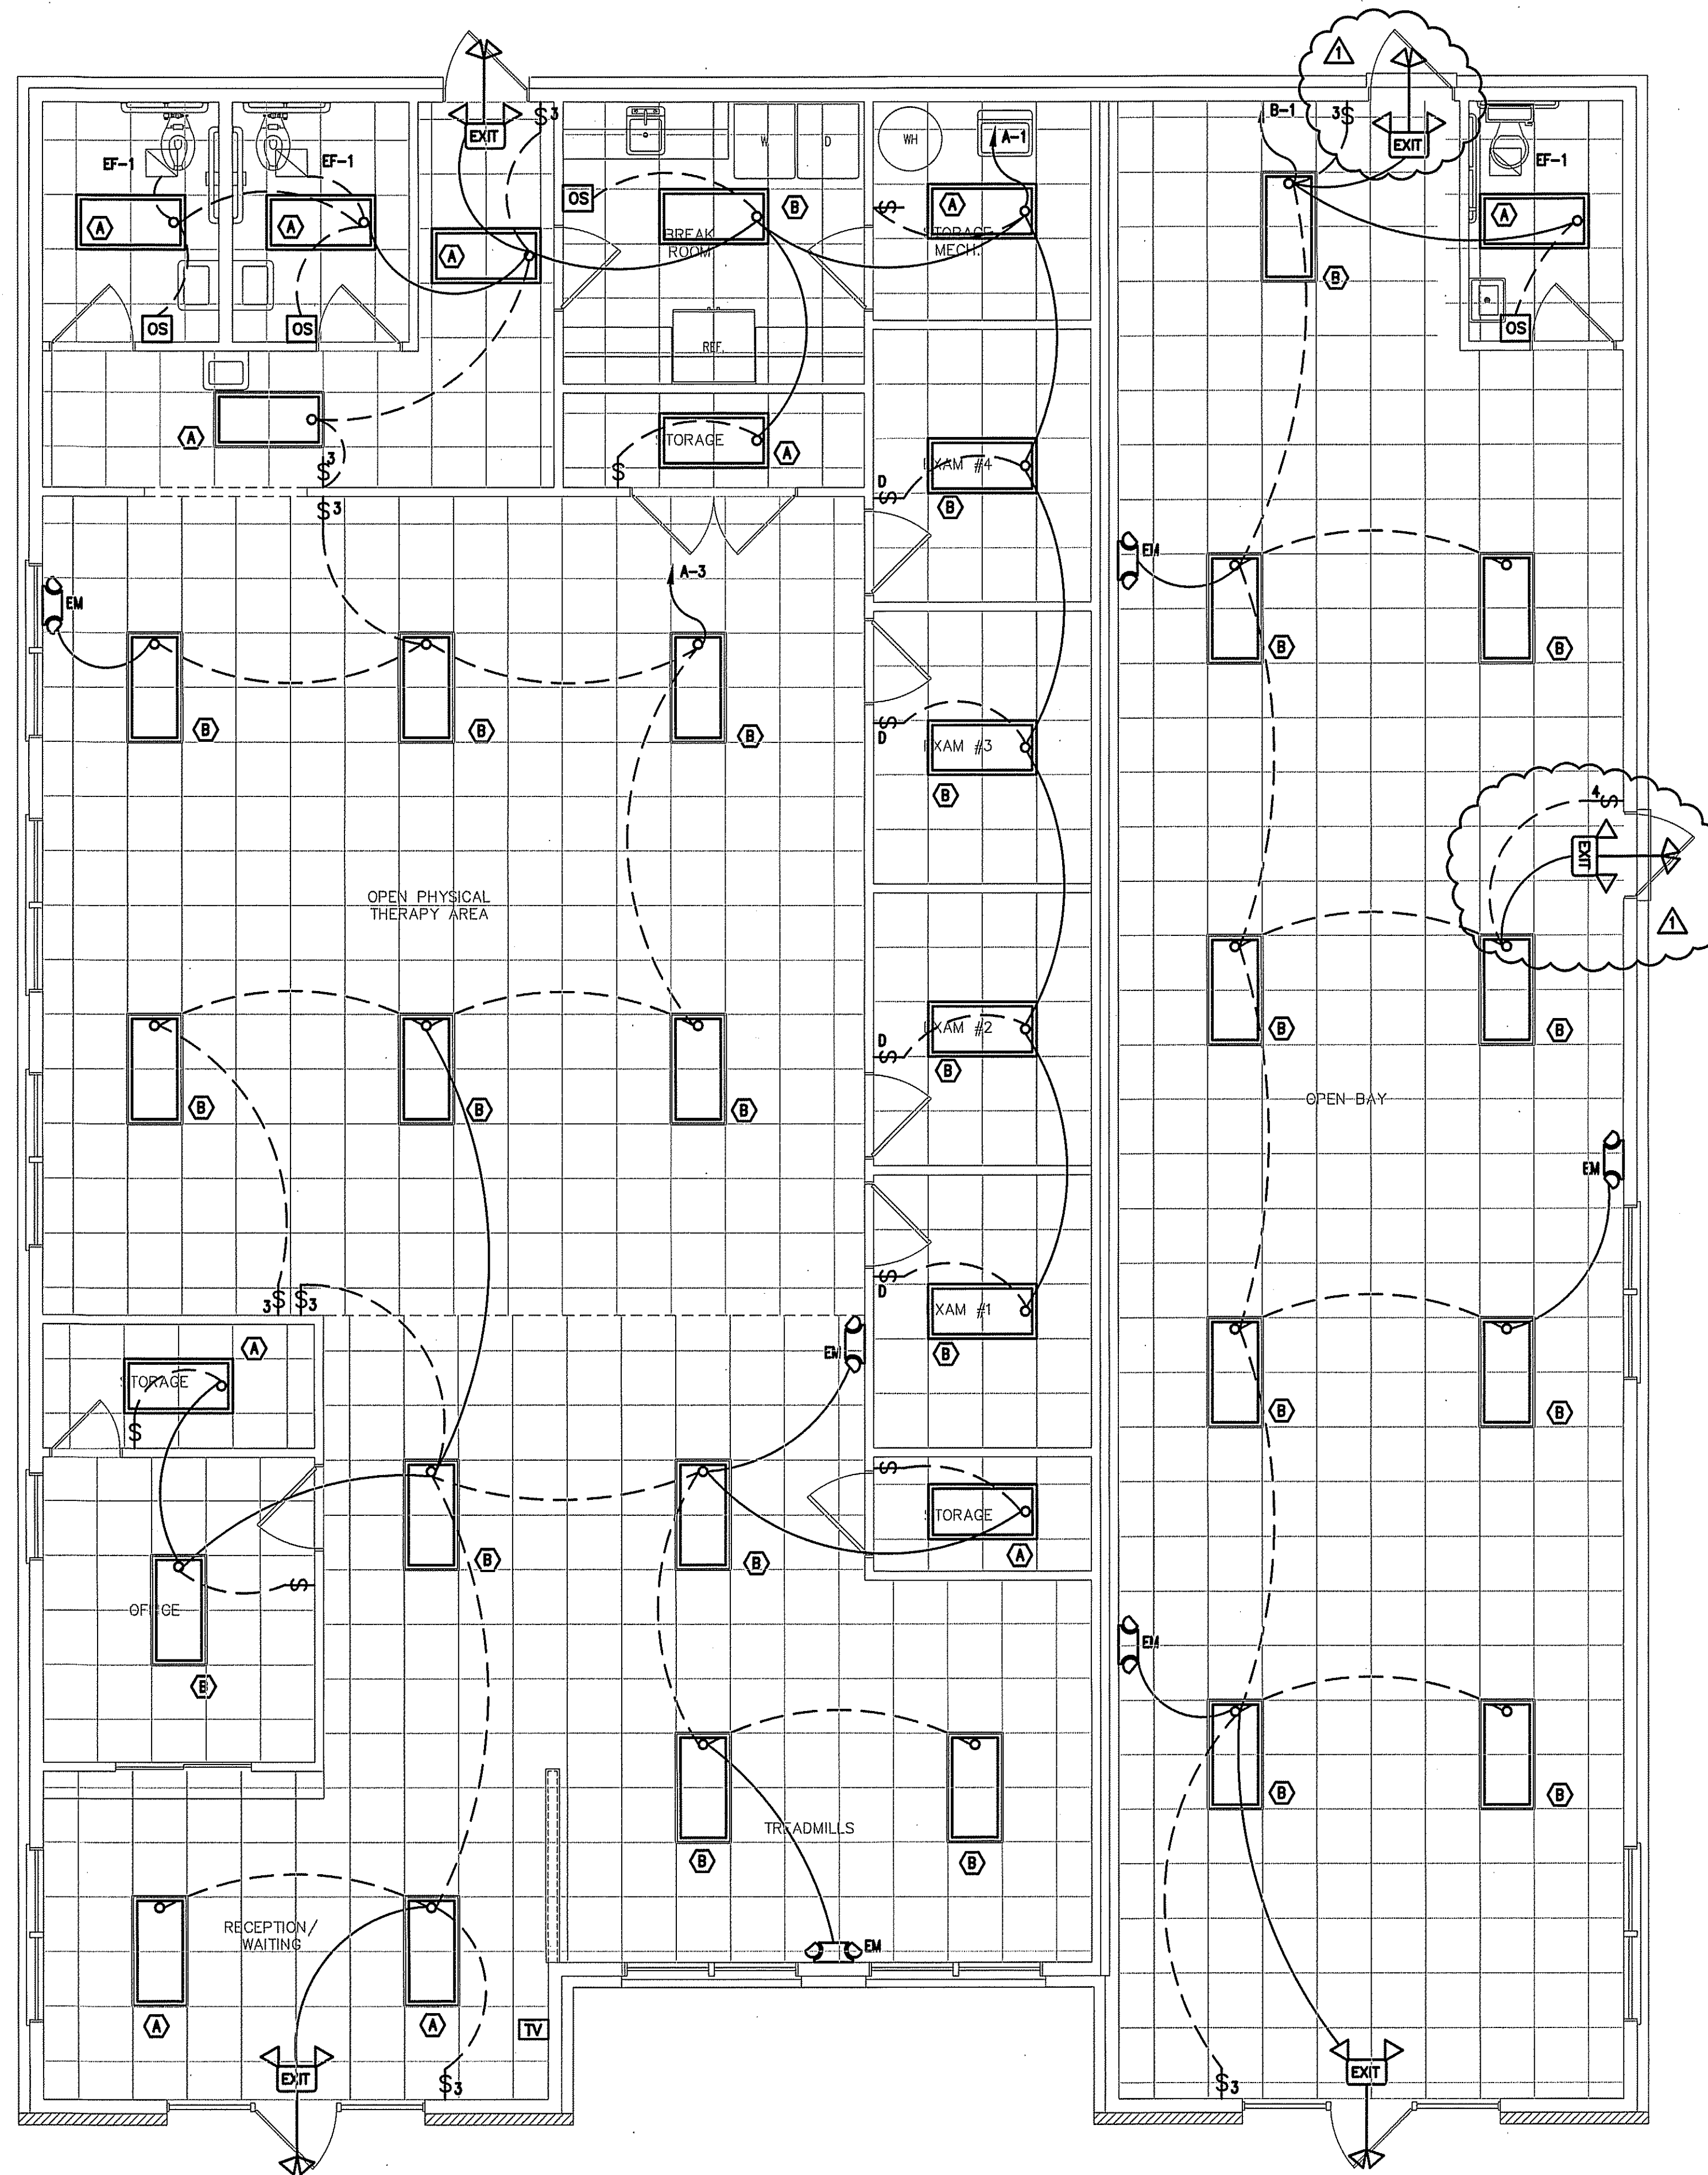 1
B-1
3$
EXIT
EXIT
$3
EF-1
EF-1
W
D
WH
A-1
EF-1
OS
A
A
A
B
$
A
A
BREAK
ROOM
STORAGE
MECH.
B
OS
OS
OS
REF.
A
$3
STORAGE
A
$
EXAM #4
D
$
B
$3
A-3
EM
EM
B
B
B
B
B
$
D
EXAM #3
B
4$
EXIT
1
OPEN PHYSICAL
THERAPY AREA
D
$
EXAM #2
B
B
B
B
B
B
OPEN BAY
EM
3$
$3
$
D
EXAM #1
B
EM
A
STORAGE
$
B
B
$
STORAGE
A
B
B
$
OFFICE
B
EM
B
B
TREADMILLS
B
B
RECEPTION/
WAITING
EM
A
A
TV
EXIT
$3
$3
EXIT